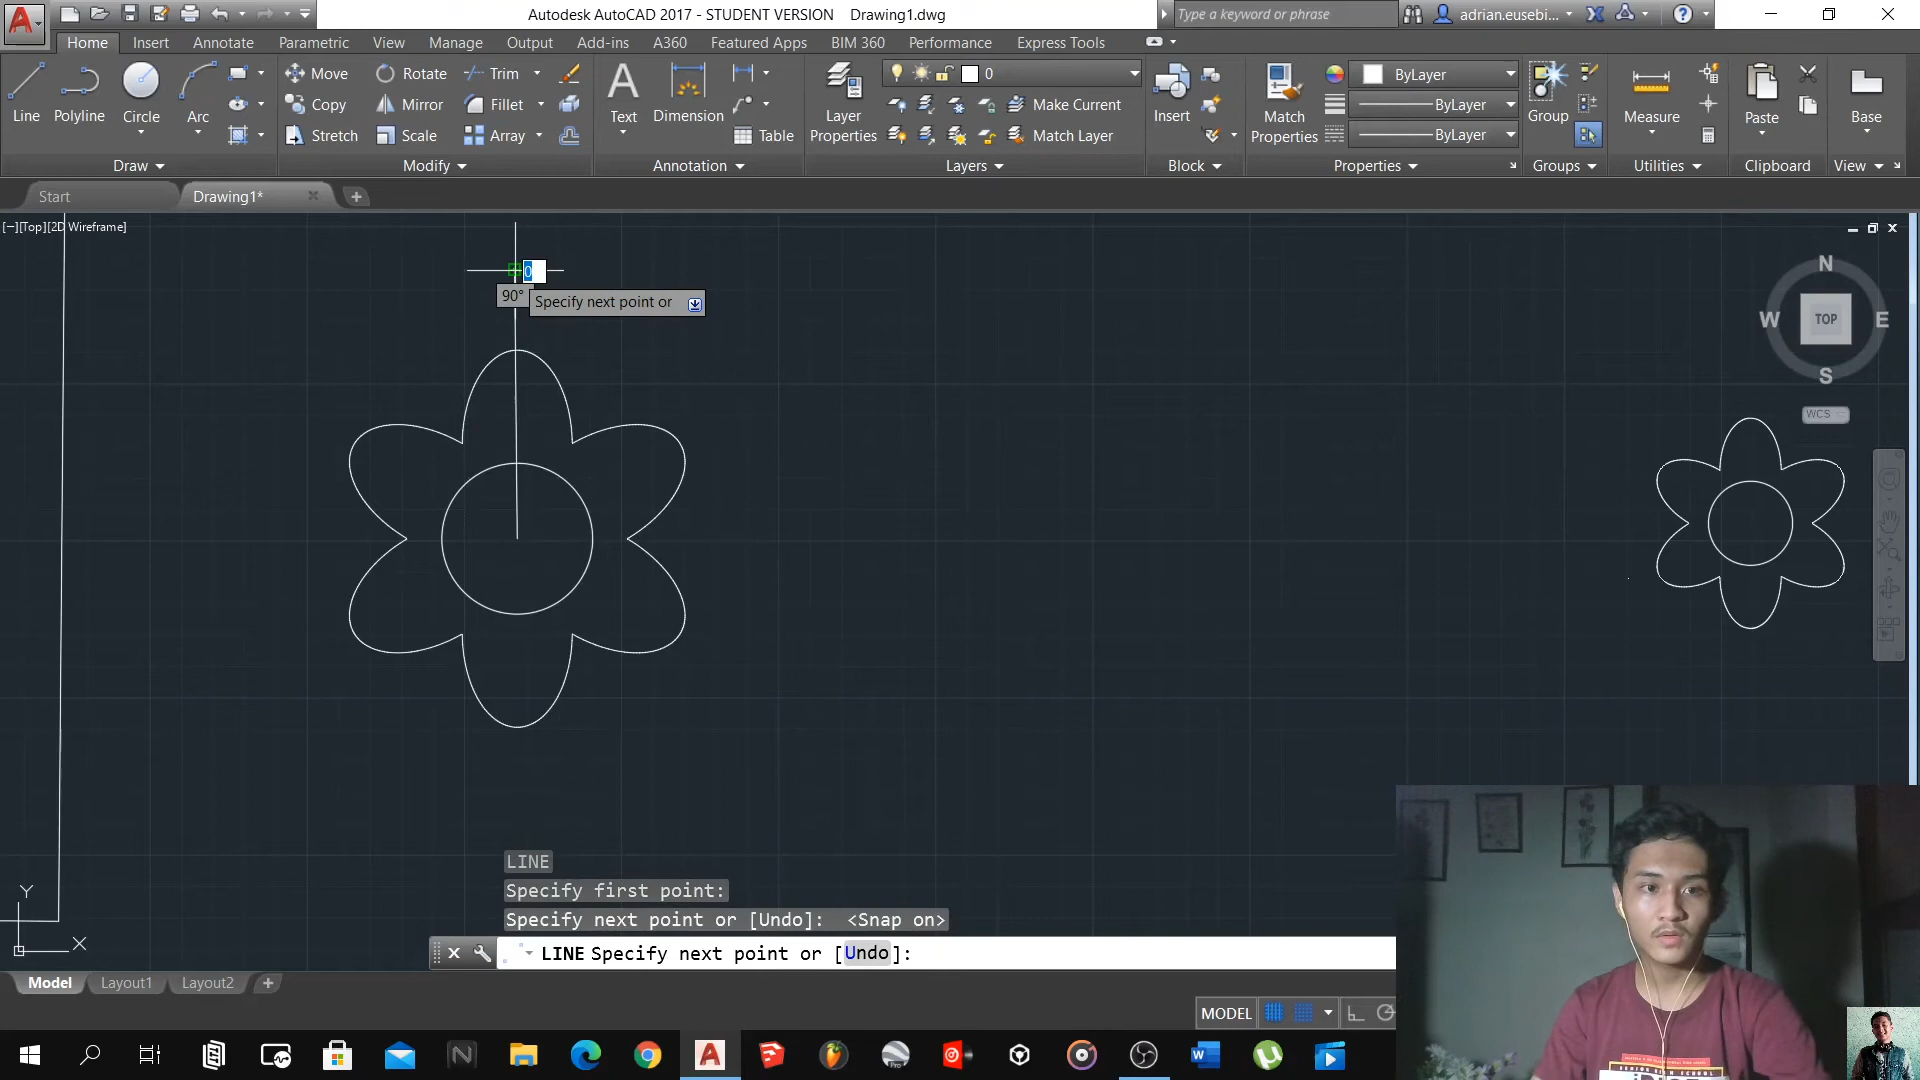 Autodesk AutoCAD 2017 - STUDENT VERSION Drawing1.dwg
Type a keyword or phrase
adrian.eusebi...
Home Insert Annotate Parametric View Manage Output Add-ins A360 Featured Apps BIM 360 Performance Express Tools
Line Polyline Circle Arc
Move Rotate Trim
Copy Mirror Fillet
Stretch Scale Array
Text Dimension
Table
Layer Properties
0
Make Current
Match Layer
Insert
Match Properties
ByLayer
ByLayer
ByLayer
Group
Measure
Paste
Base
Draw Modify Annotation Layers Block Properties Groups Utilities Clipboard View
Start Drawing1*
[−][Top][2D Wireframe]
0
90° Specify next point or
N
W TOP E
S
WCS
LINE
Specify first point:
Specify next point or [Undo]: <Snap on>
LINE Specify next point or [Undo]:
Y
X
Model Layout1 Layout2
MODEL